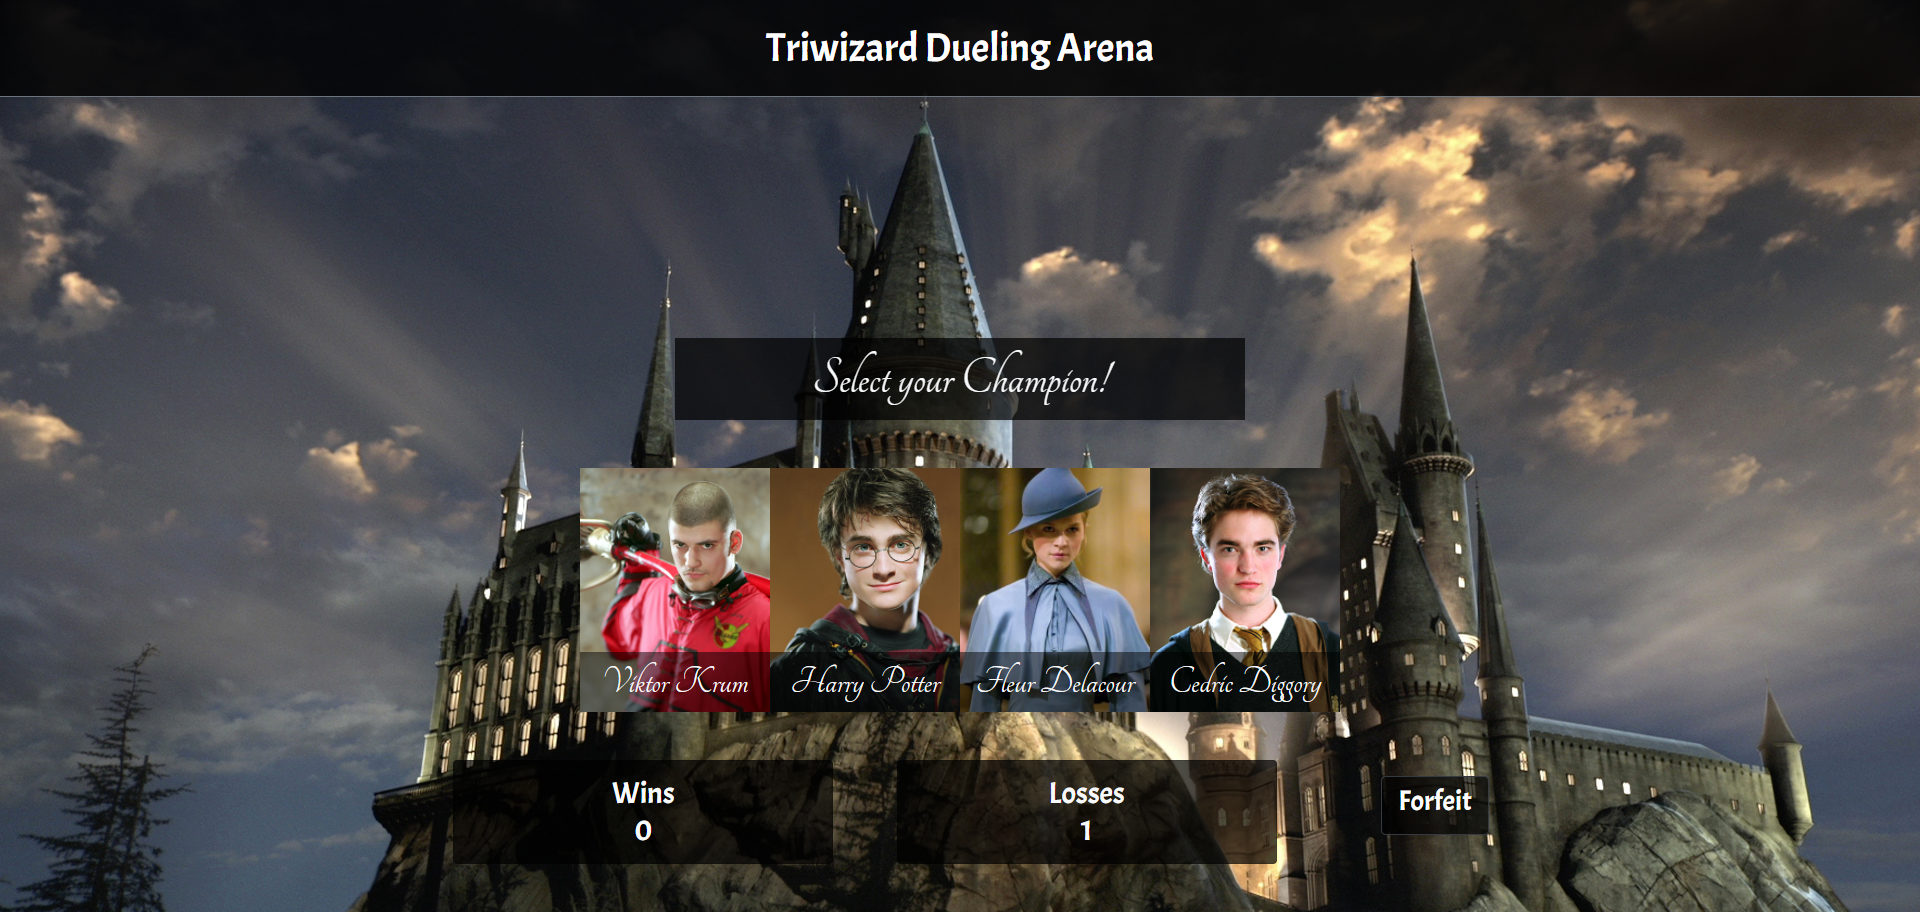 Triwizard Dueling Arena
Select your Champion!
Viktor Krum
Harry Potter
Fleur Delacour
Cedric Diggory
Wins
0
Losses
1
Forfeit